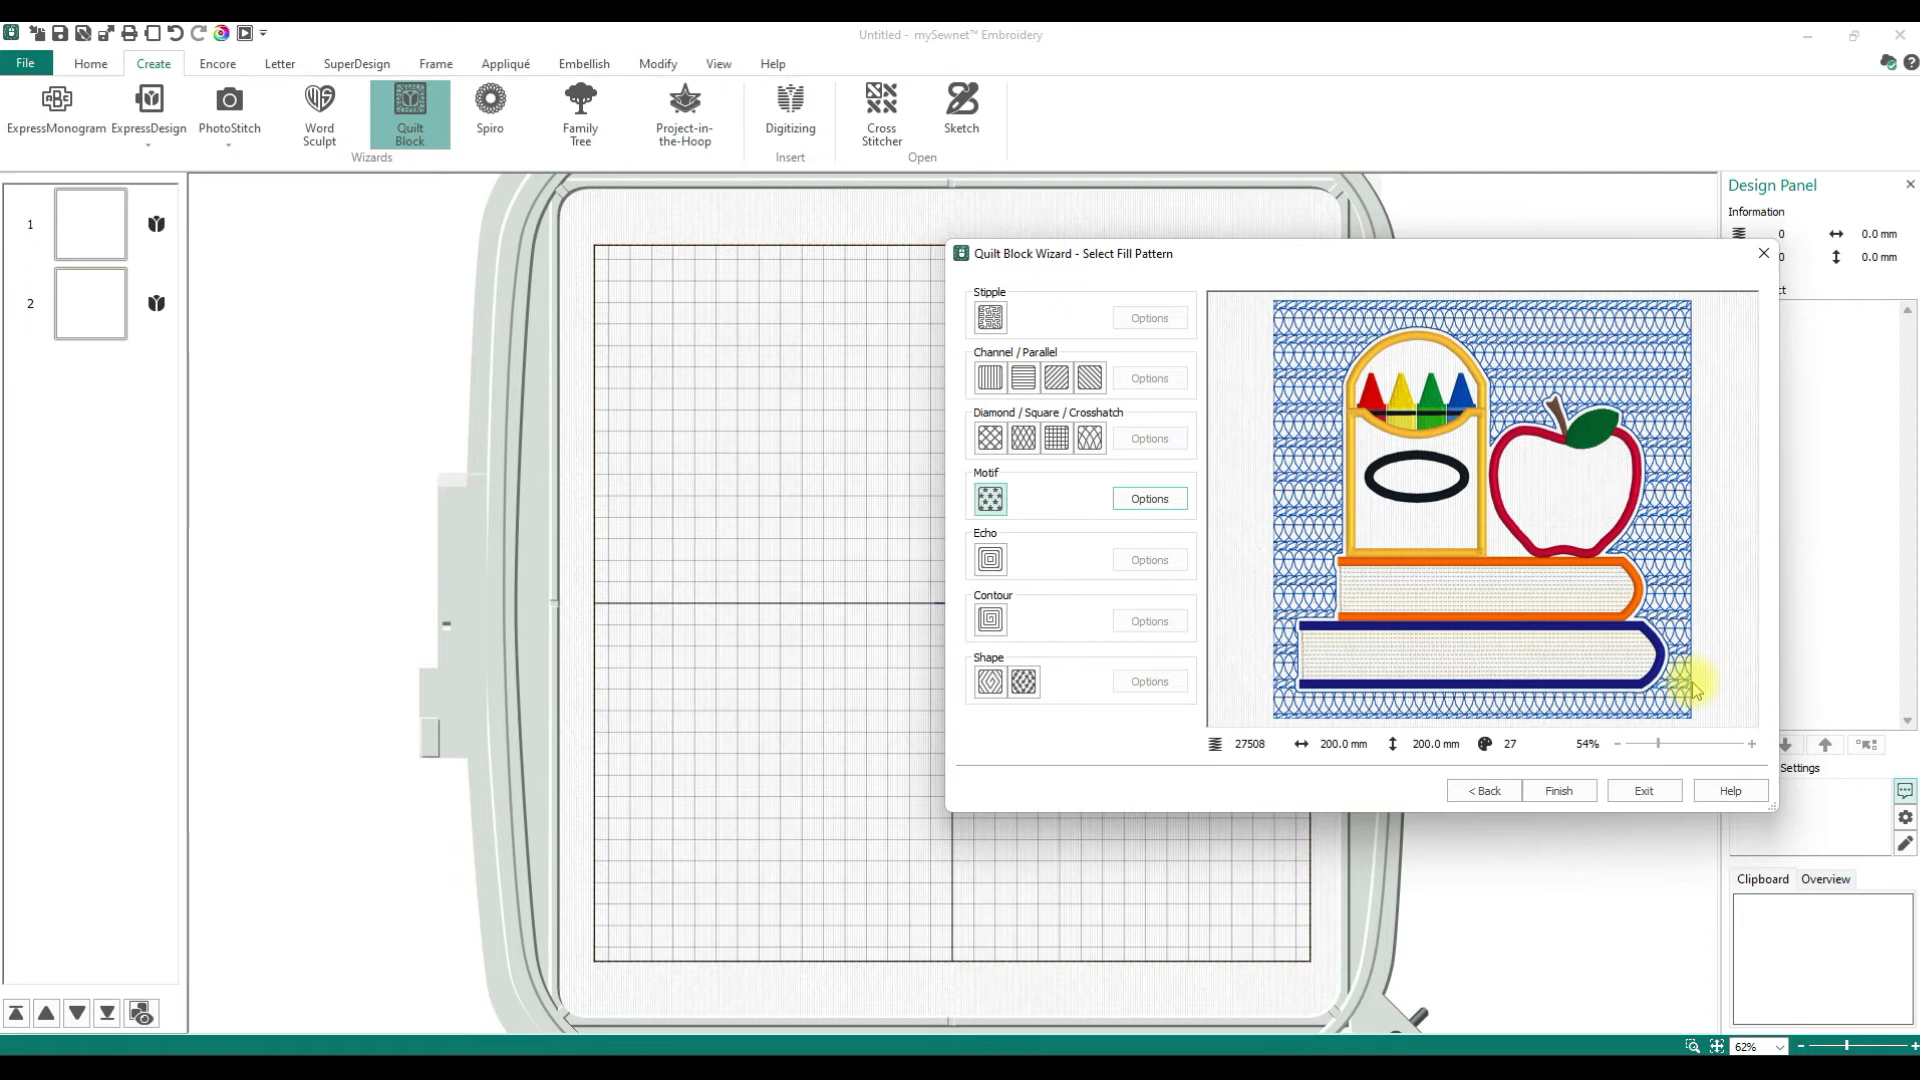 Untitled - mySewnet™ Embroidery
File Home Create Encore Letter SuperDesign Frame Appliqué Embellish Modify View Help
ExpressMonogram ExpressDesign PhotoStitch Word Sculpt Quilt Block Spiro Family Tree Project-in-the-Hoop Digitizing Cross Stitcher Sketch
Wizards Insert Open
1
2
Design Panel
Information
0 0.0 mm
0 0.0 mm
Quilt Block Wizard - Select Fill Pattern
Stipple
Options
Channel / Parallel
Options
Diamond / Square / Crosshatch
Options
Motif
Options
Echo
Options
Contour
Options
Shape
Options
27508 200.0 mm 200.0 mm 27 54%
Settings
< Back Finish Exit Help
Clipboard Overview
62%